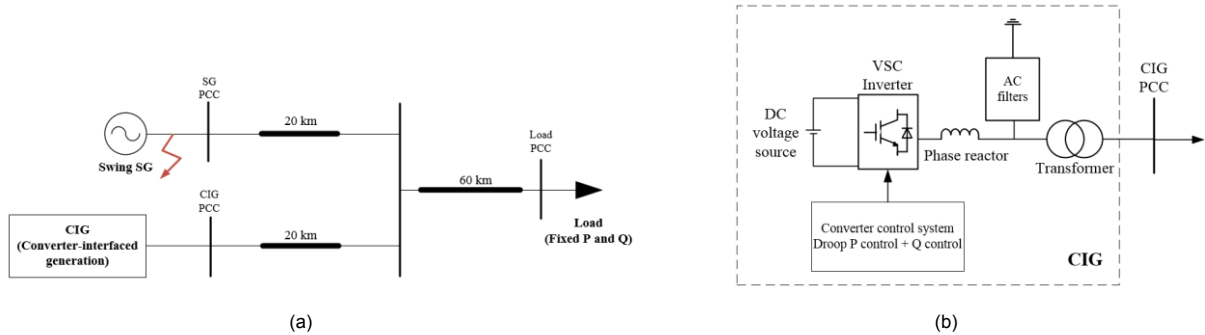 SG
PCC
20 km
Swing SG
Load
PCC
60 km
CIG
PCC
Load
(Fixed P and Q)
CIG
(Converter-interfaced
generation)
20 km
(a)
VSC
Inverter
AC
filters
CIG
PCC
DC
voltage
source
Phase reactor
Transformer
Converter control system
Droop P control + Q control
CIG
(b)